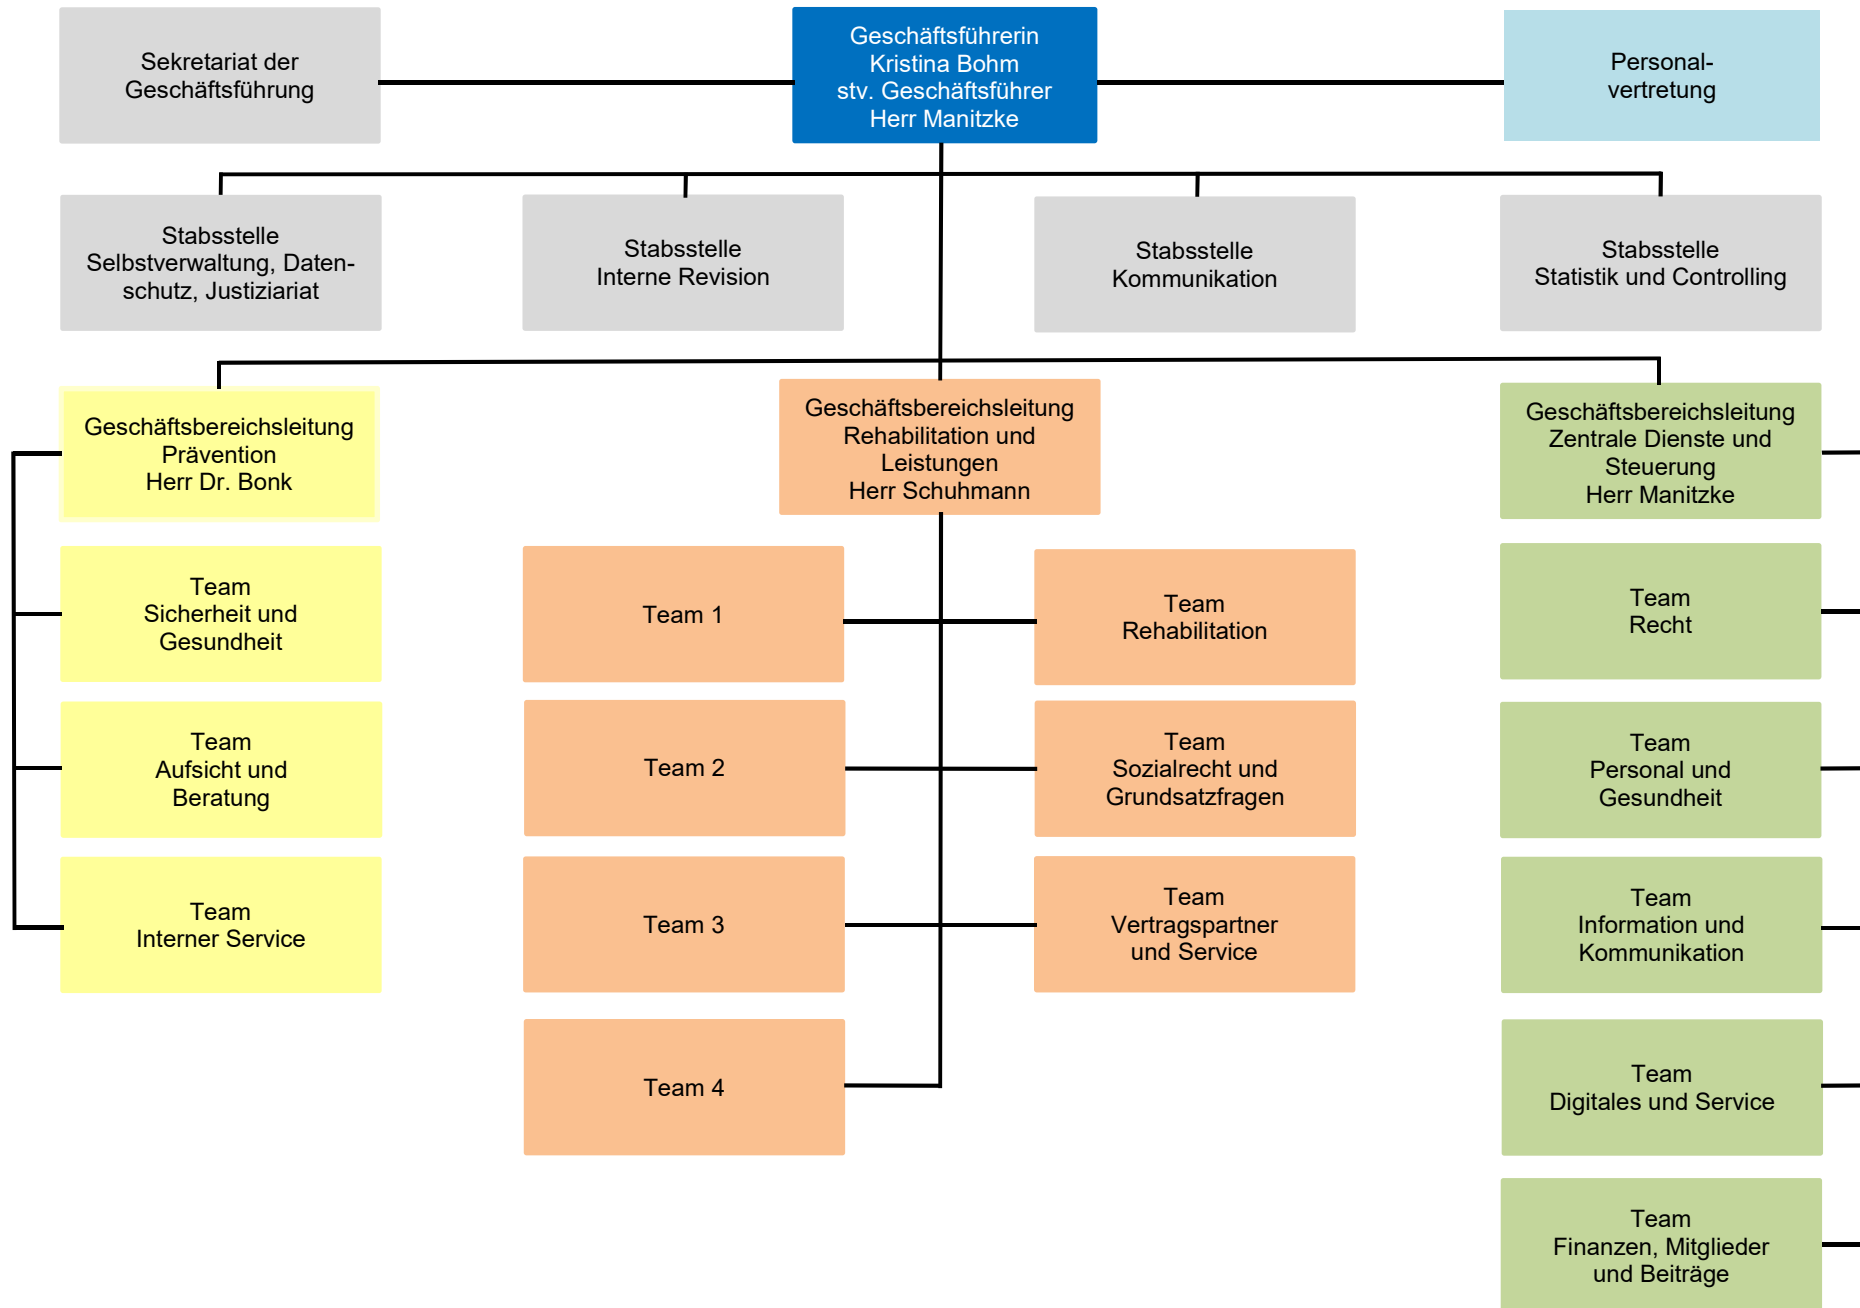 Sekretariat der
Geschäftsführung
Geschäftsführerin
Kristina Bohm
stv. Geschäftsführer
Herr Manitzke
Personal-
vertretung
Stabsstelle
Selbstverwaltung, Daten-
schutz, Justiziariat
Stabsstelle
Interne Revision
Stabsstelle
Kommunikation
Stabsstelle
Statistik und Controlling
Geschäftsbereichsleitung
Prävention
Herr Dr. Bonk
Geschäftsbereichsleitung
Rehabilitation und
Leistungen
Herr Schuhmann
Geschäftsbereichsleitung
Zentrale Dienste und
Steuerung
Herr Manitzke
Team
Sicherheit und
Gesundheit
Team 1
Team
Rehabilitation
Team
Recht
Team
Aufsicht und
Beratung
Team 2
Team
Sozialrecht und
Grundsatzfragen
Team
Personal und
Gesundheit
Team
Interner Service
Team 3
Team
Vertragspartner
und Service
Team
Information und
Kommunikation
Team 4
Team
Digitales und Service
Team
Finanzen, Mitglieder
und Beiträge